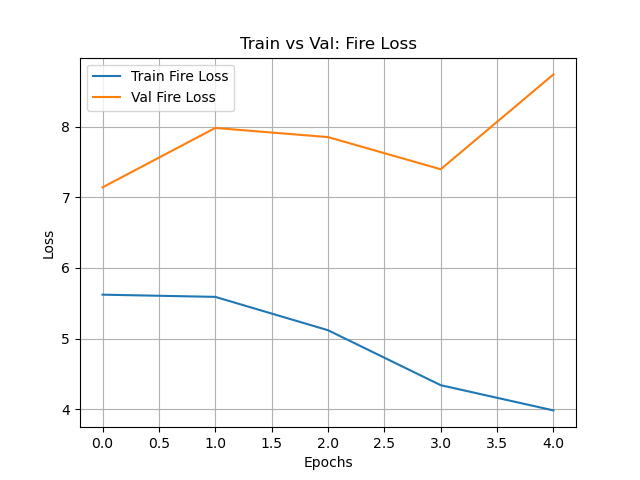 Train vs Val: Fire Loss
Train Fire Loss
Val Fire Loss
8
7
6
5
4
Loss
0.0 0.5 1.0 1.5 2.0 2.5 3.0 3.5 4.0
Epochs